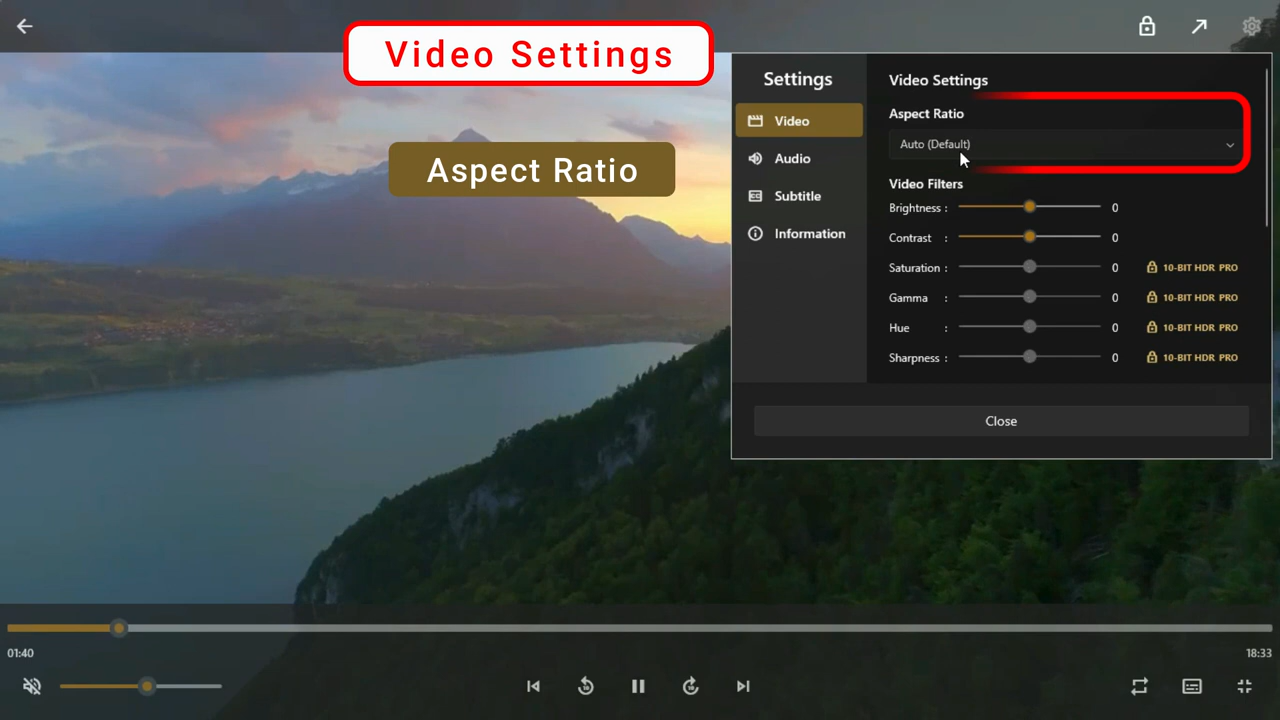 Video Settings
Aspect Ratio
Settings
Video
Audio
Subtitle
Information
Video Settings
Aspect Ratio
Auto (Default)
Video Filters
Brightness : 0
Contrast : 0
Saturation : 0 10-BIT HDR PRO
Gamma : 0 10-BIT HDR PRO
Hue : 0 10-BIT HDR PRO
Sharpness : 0 10-BIT HDR PRO
Close
01:40
18:33